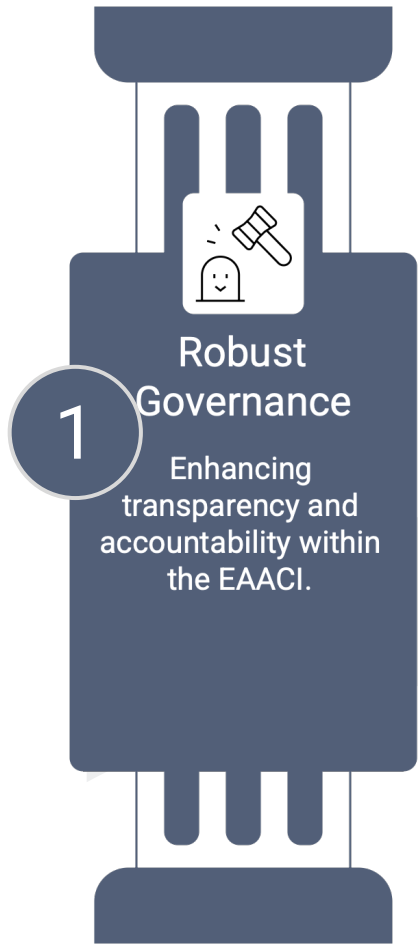 Robust
Governance
1
Enhancing
transparency and
accountability within
the EAACI.